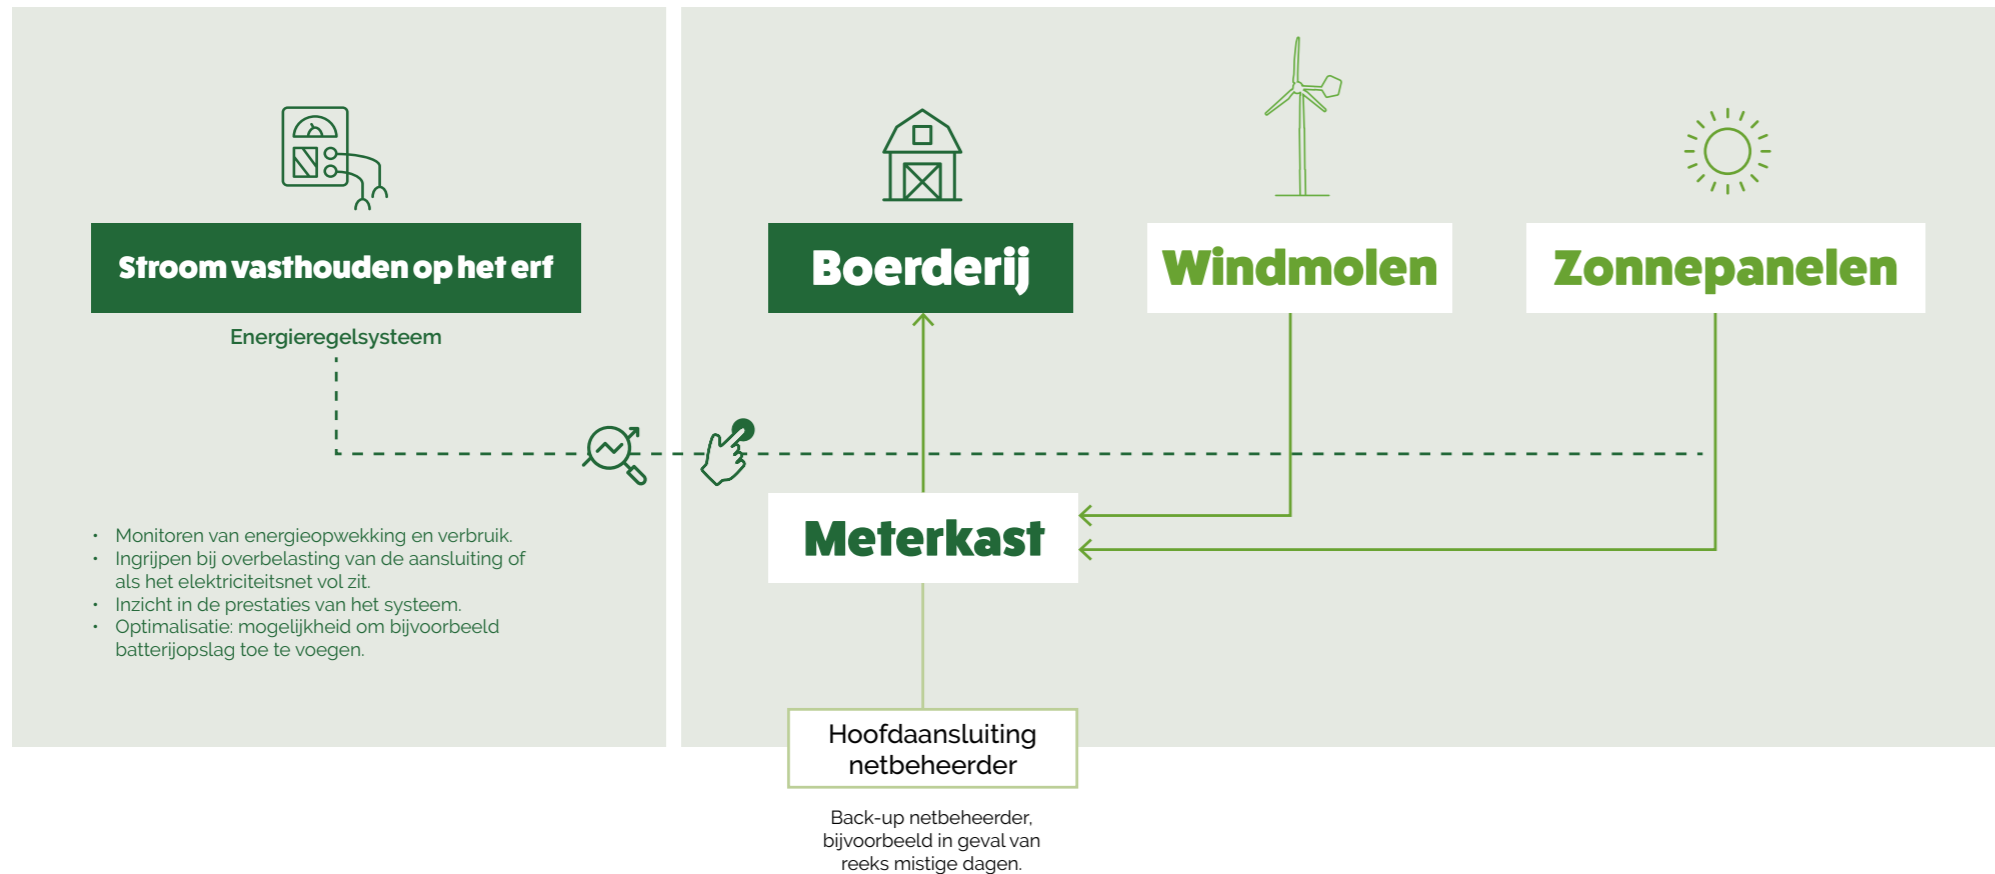 Stroom vasthouden op het erf
Energieregelsysteem
• Monitoren van energieopwekking en verbruik.
• Ingrijpen bij overbelasting van de aansluiting of
als het elektriciteitsnet vol zit.
• Inzicht in de prestaties van het systeem.
• Optimalisatie: mogelijkheid om bijvoorbeeld
batterijopslag toe te voegen.
Boerderij
Windmolen
Zonnepanelen
Meterkast
Hoofdaansluiting
netbeheerder
Back-up netbeheerder,
bijvoorbeeld in geval van
reeks mistige dagen.